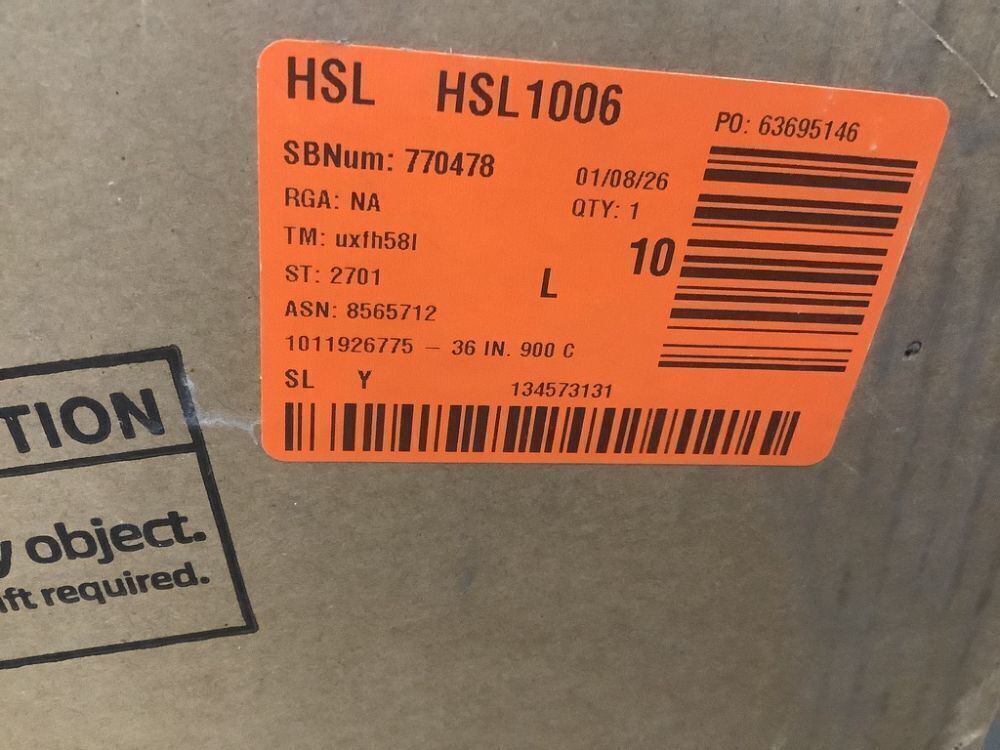 HSL HSL1006
PO: 63695146
SBNum: 770478
01/08/26
RGA: NA
QTY: 1
TM: uxfh58l
10
ST: 2701
L
ASN: 8565712
1011926775 – 36 IN. 900 C
SL Y
134573131
TION
object.
required.